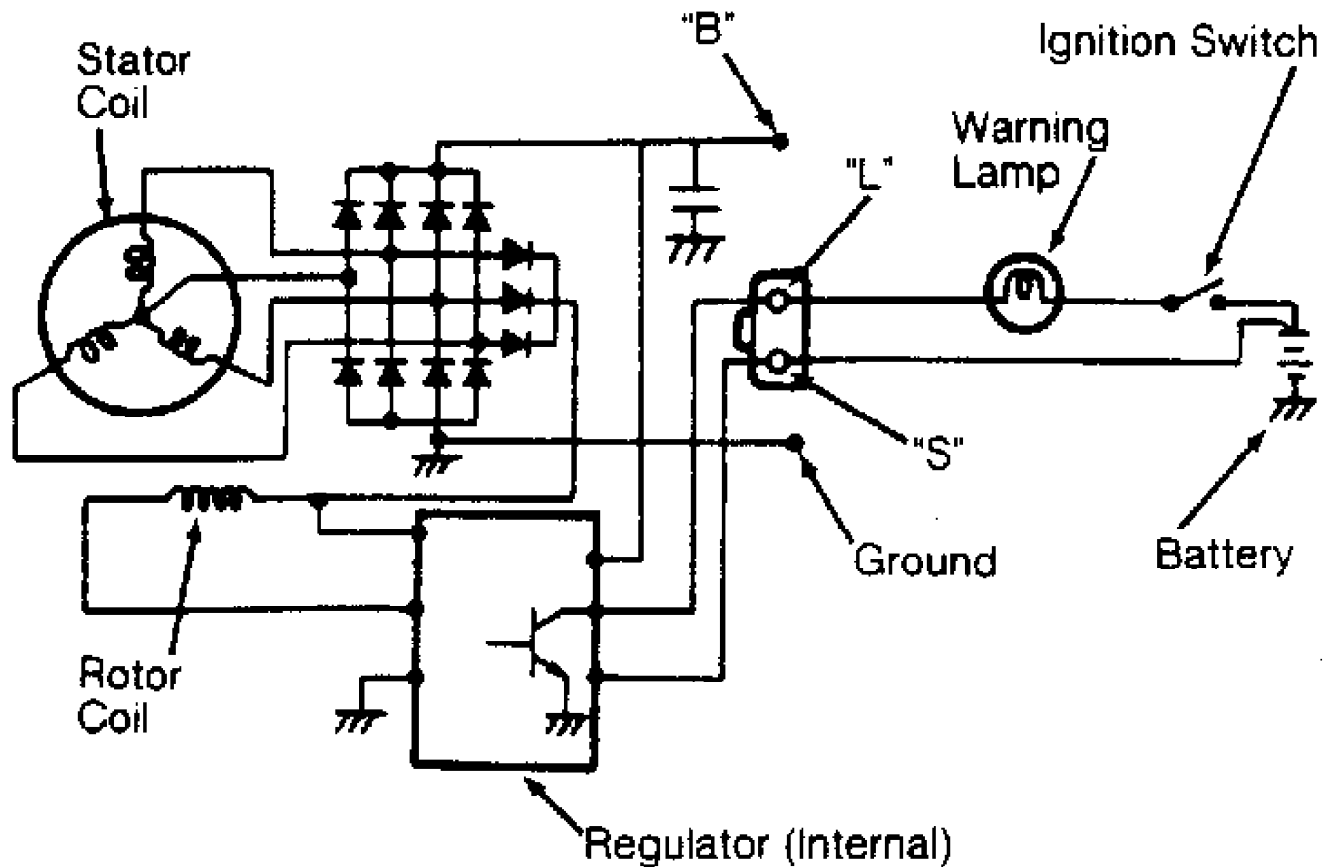 "B"
Ignition Switch
Stator
Coil
Warning
Lamp
"L"
"S"
Ground
Battery
Rotor
Coil
Regulator (Internal)